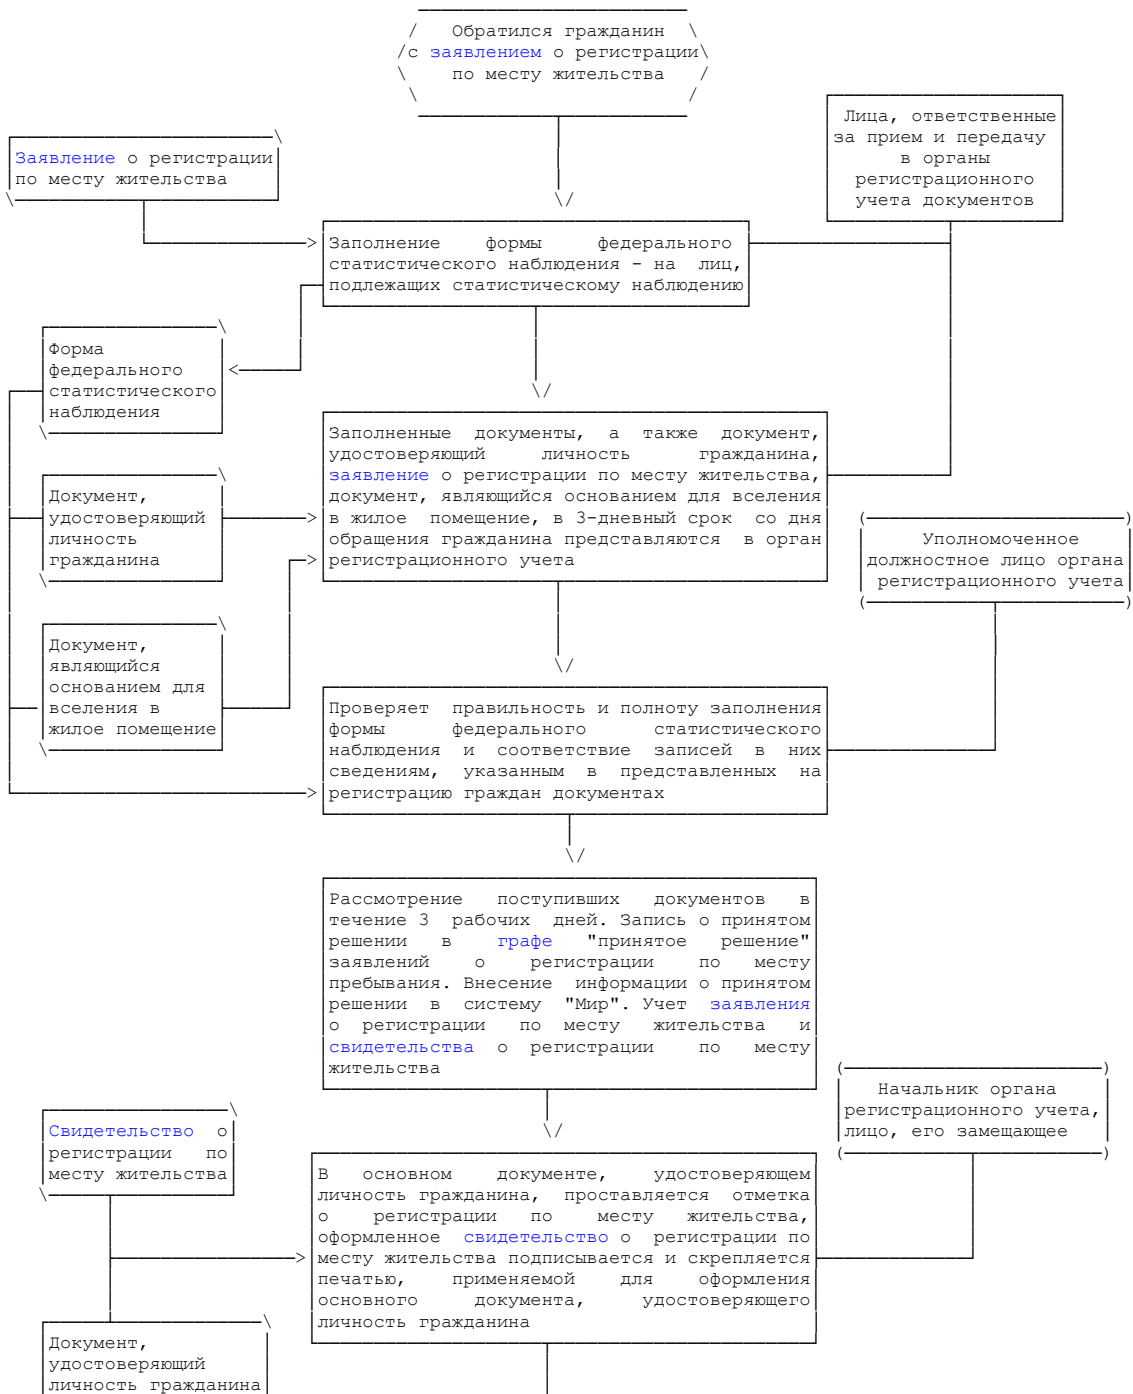 Обратился гражданин
с заявлением о регистрации
по месту жительства
Лица, ответственные
за прием и передачу
в органы
регистрационного
учета документов
Заявление о регистрации
по месту жительства
Заполнение формы федерального
статистического наблюдения - на лиц,
подлежащих статистическому наблюдению
Форма
федерального
статистического
наблюдения
Заполненные документы, а также документ,
удостоверяющий личность гражданина,
заявление о регистрации по месту жительства,
документ, являющийся основанием для вселения
в жилое помещение, в 3-дневный срок со дня
обращения гражданина представляются в орган
регистрационного учета
Документ,
удостоверяющий
личность
гражданина
Уполномоченное
должностное лицо органа
регистрационного учета
Документ,
являющийся
основанием для
вселения в
жилое помещение
Проверяет правильность и полноту заполнения
формы федерального статистического
наблюдения и соответствие записей в них
сведениям, указанным в представленных на
регистрацию граждан документах
Рассмотрение поступивших документов в
течение 3 рабочих дней. Запись о принятом
решении в графе "принятое решение"
заявлений о регистрации по месту
пребывания. Внесение информации о принятом
решении в систему "Мир". Учет заявления
о регистрации по месту жительства и
свидетельства о регистрации по месту
жительства
Начальник органа
регистрационного учета,
лицо, его замещающее
Свидетельство о
регистрации по
месту жительства
В основном документе, удостоверяющем
личность гражданина, проставляется отметка
о регистрации по месту жительства,
оформленное свидетельство о регистрации по
месту жительства подписывается и скрепляется
печатью, применяемой для оформления
основного документа, удостоверяющего
личность гражданина
Документ,
удостоверяющий
личность гражданина